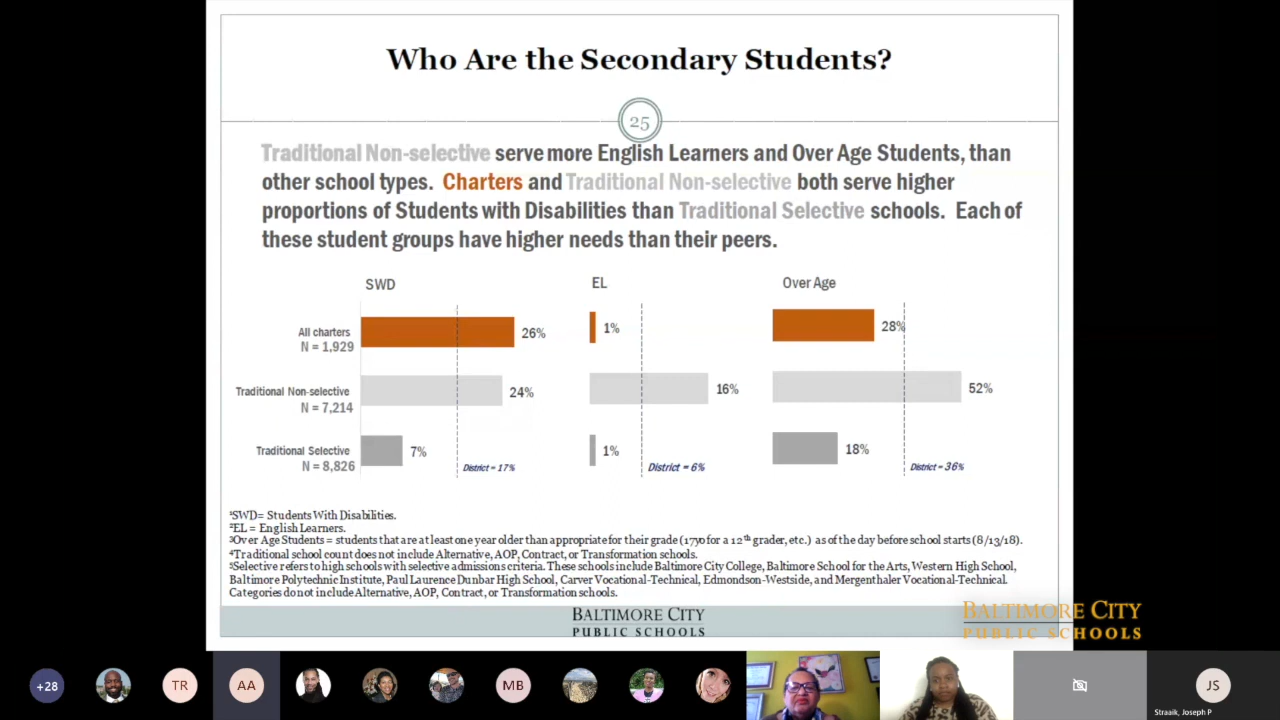 Who Are the Secondary Students?
25
Traditional Non-selective serve more English Learners and Over Age Students, than
other school types. Charters and Traditional Non-selective both serve higher
proportions of Students with Disabilities than Traditional Selective schools. Each of
these student groups have higher needs than their peers.
SWD
EL
Over Age
All charters
N = 1,929
26%
1%
28%
Traditional Non-selective
N = 7,214
24%
16%
52%
Traditional Selective
N = 8,826
7%
1%
18%
District = 17%
District = 6%
District = 36%
¹SWD= Students With Disabilities.
²EL = English Learners.
³Over Age Students = students that are at least one year older than appropriate for their grade (17yo for a 12th grader, etc.) as of the day before school starts (8/13/18).
⁴Traditional school count does not include Alternative, AOP, Contract, or Transformation schools.
⁵Selective refers to high schools with selective admissions criteria. These schools include Baltimore City College, Baltimore School for the Arts, Western High School,
Baltimore Polytechnic Institute, Paul Laurence Dunbar High School, Carver Vocational-Technical, Edmondson-Westside, and Mergenthaler Vocational-Technical.
Categories do not include Alternative, AOP, Contract, or Transformation schools.
BALTIMORE CITY
PUBLIC SCHOOLS
BALTIMORE CITY
PUBLIC SCHOOLS
+28
TR
AA
MB
JS
Straaik, Joseph P